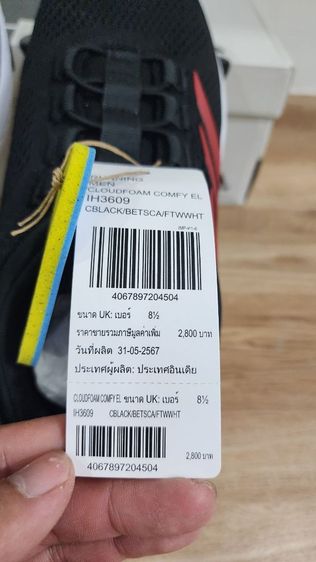 RUNNING
MEN
CLOUDFOAM COMFY EL
IH3609
CBLACK/BETSCA/FTWWHT
4067897204504
ขนาด UK: เบอร์ 8½
ราคาขายรวมภาษีมูลค่าเพิ่ม 2,800 บาท
วันที่ผลิต 31-05-2567
ประเทศผู้ผลิต: ประเทศอินเดีย
CLOUDFOAM COMFY EL ขนาด UK: เบอร์ 8½
IH3609 CBLACK/BETSCA/FTWWHT
2,800 บาท
4067897204504